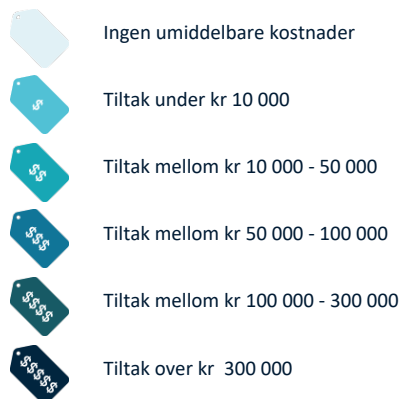 Ingen umiddelbare kostnader
$
Tiltak under kr 10 000
$$
Tiltak mellom kr 10 000 - 50 000
$$$
Tiltak mellom kr 50 000 - 100 000
$$$$
Tiltak mellom kr 100 000 - 300 000
$$$$$
Tiltak over kr  300 000